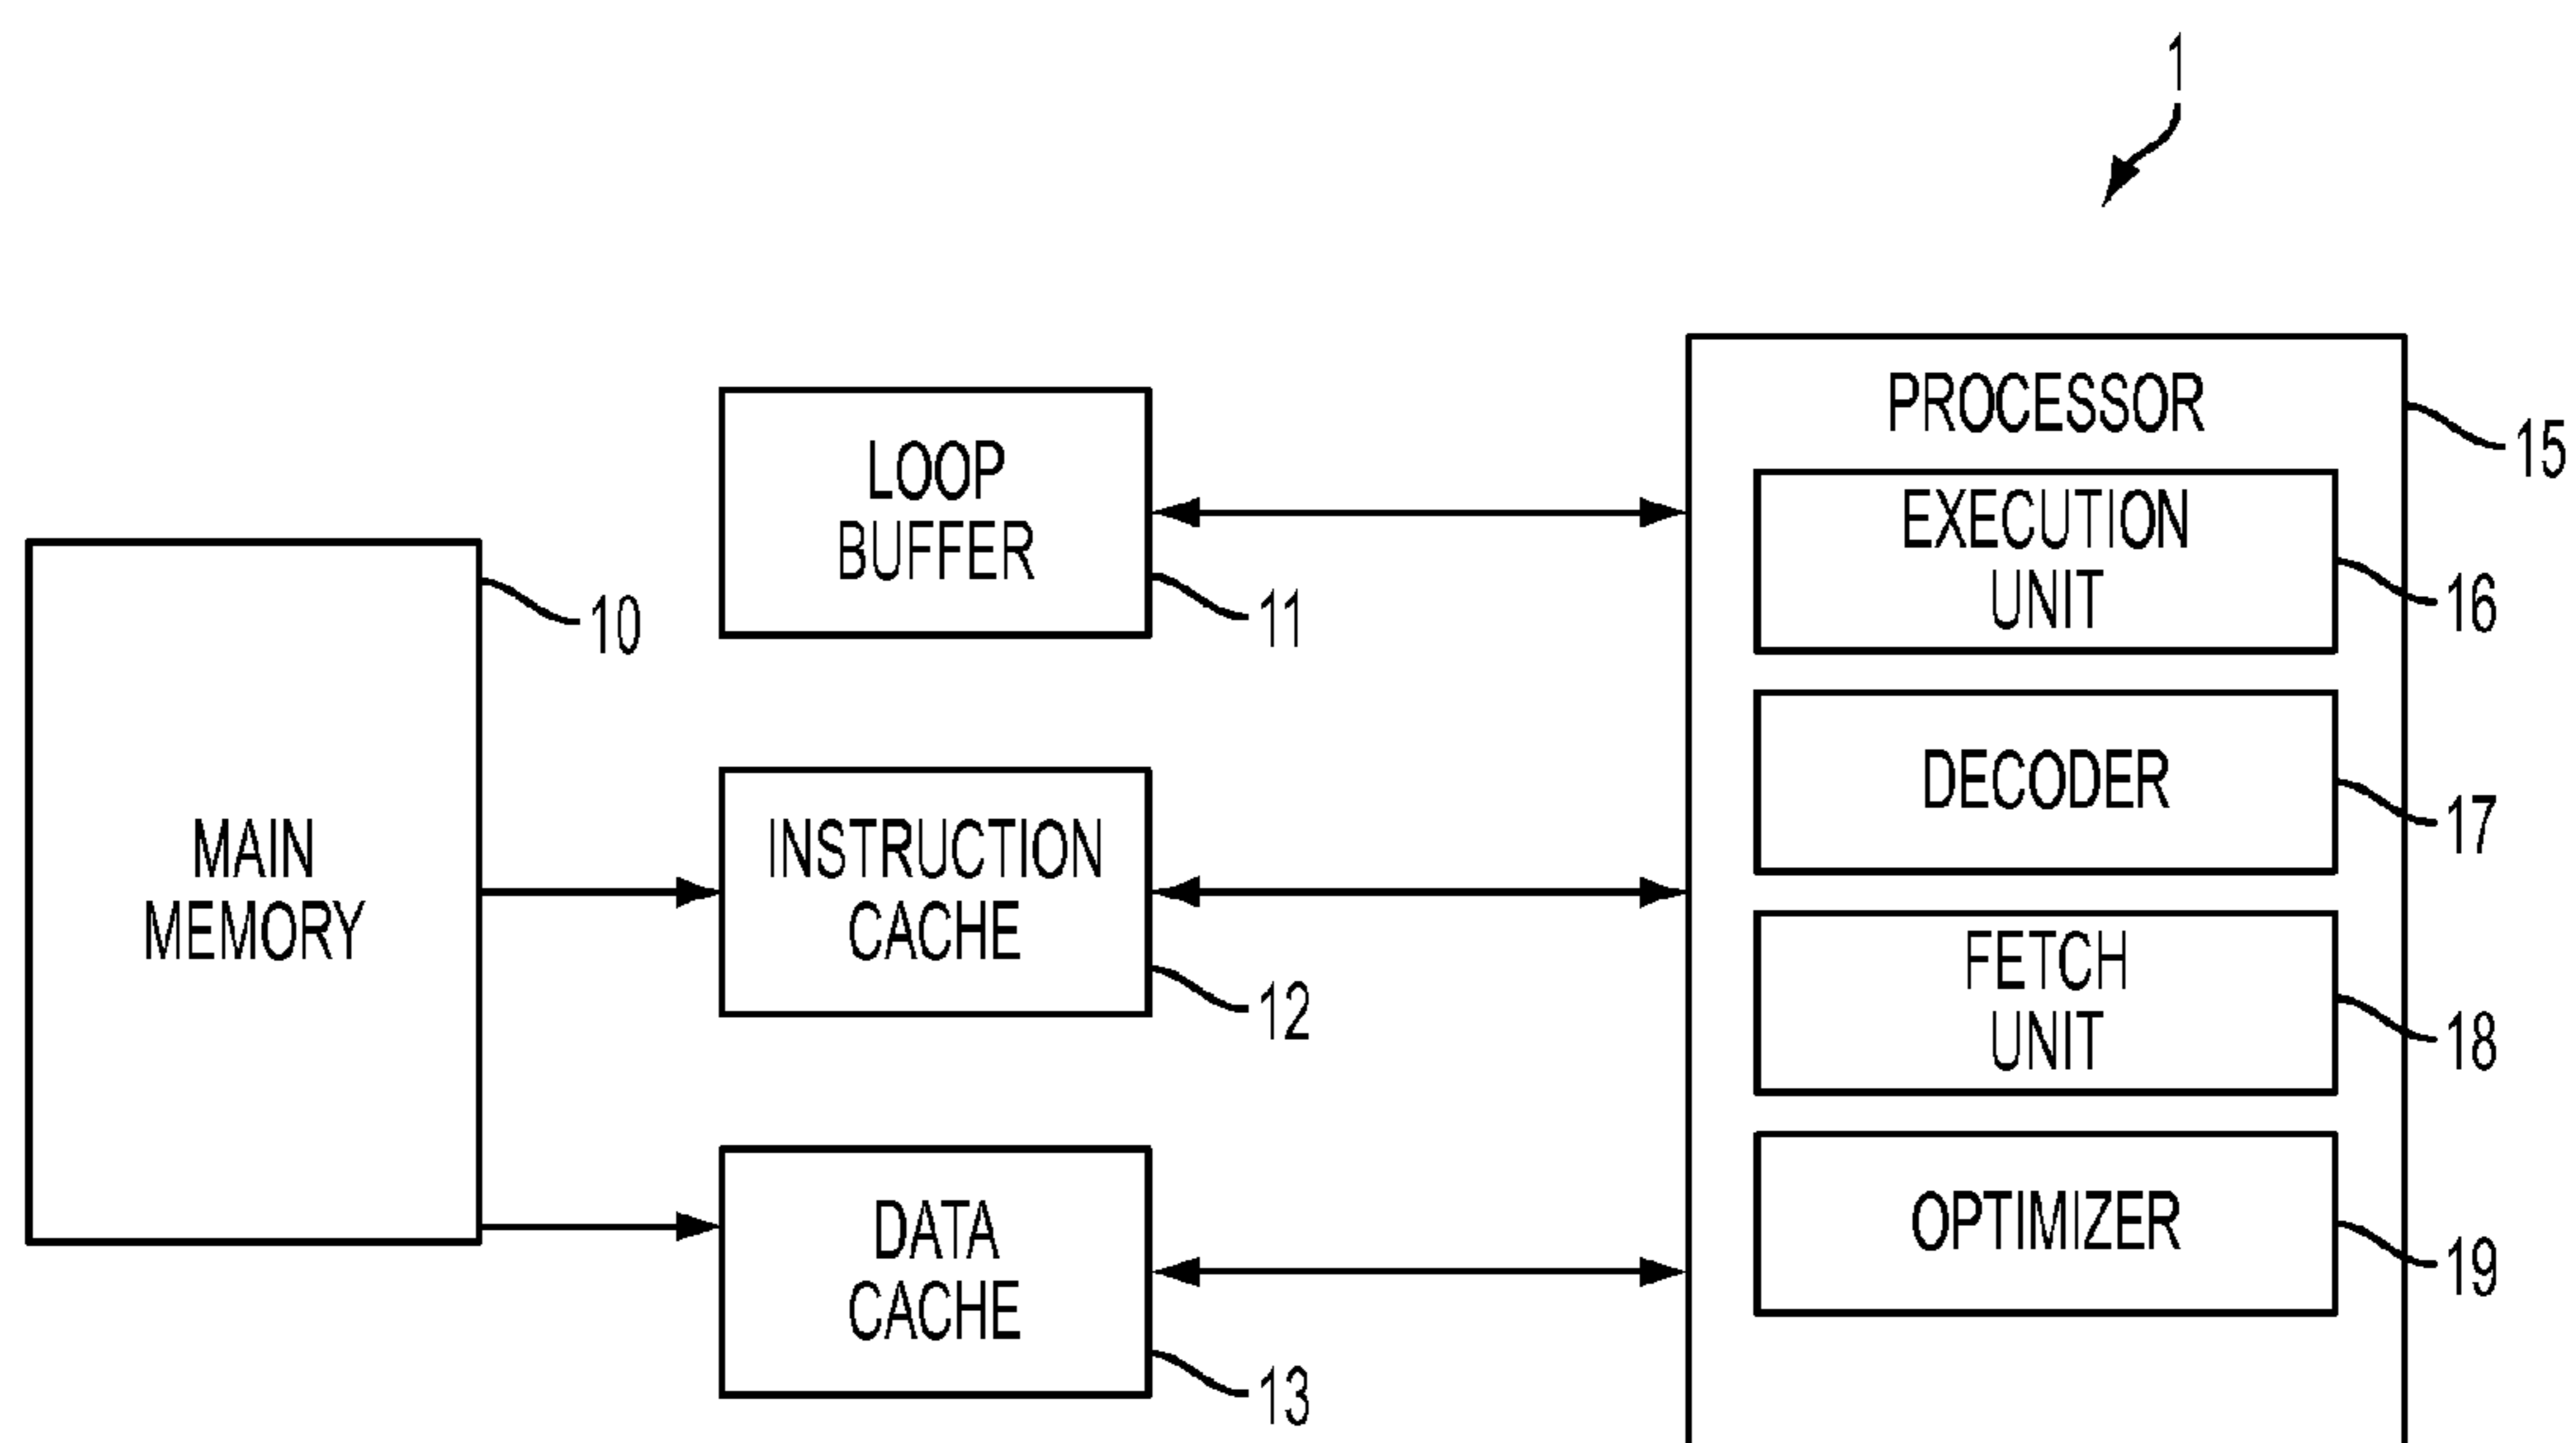 1
PROCESSOR
15
EXECUTION
UNIT
16
DECODER
17
FETCH
UNIT
18
OPTIMIZER
19
LOOP
BUFFER
11
INSTRUCTION
CACHE
12
DATA
CACHE
13
MAIN
MEMORY
10